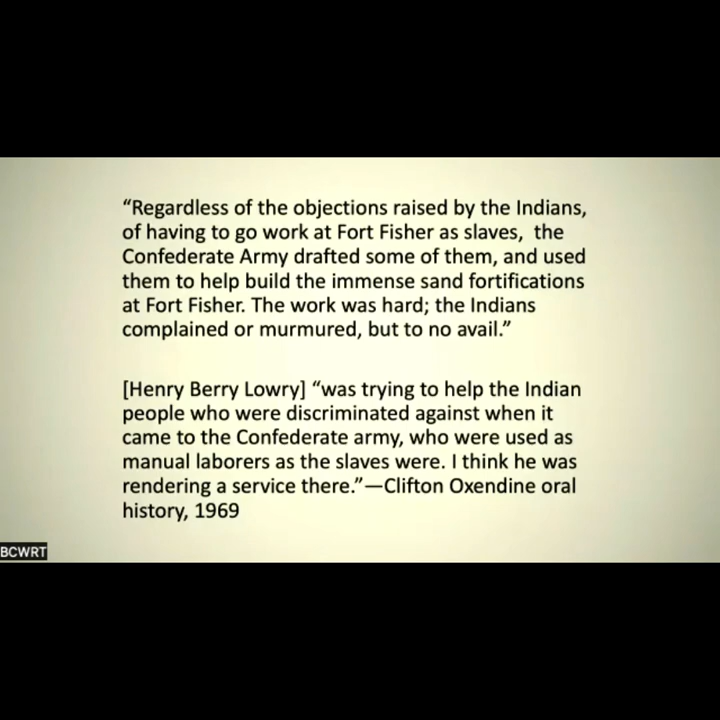 “Regardless of the objections raised by the Indians,
of having to go work at Fort Fisher as slaves,  the
Confederate Army drafted some of them, and used
them to help build the immense sand fortifications
at Fort Fisher. The work was hard; the Indians
complained or murmured, but to no avail.”
[Henry Berry Lowry] “was trying to help the Indian
people who were discriminated against when it
came to the Confederate army, who were used as
manual laborers as the slaves were. I think he was
rendering a service there.”—Clifton Oxendine oral
history, 1969
BCWRT